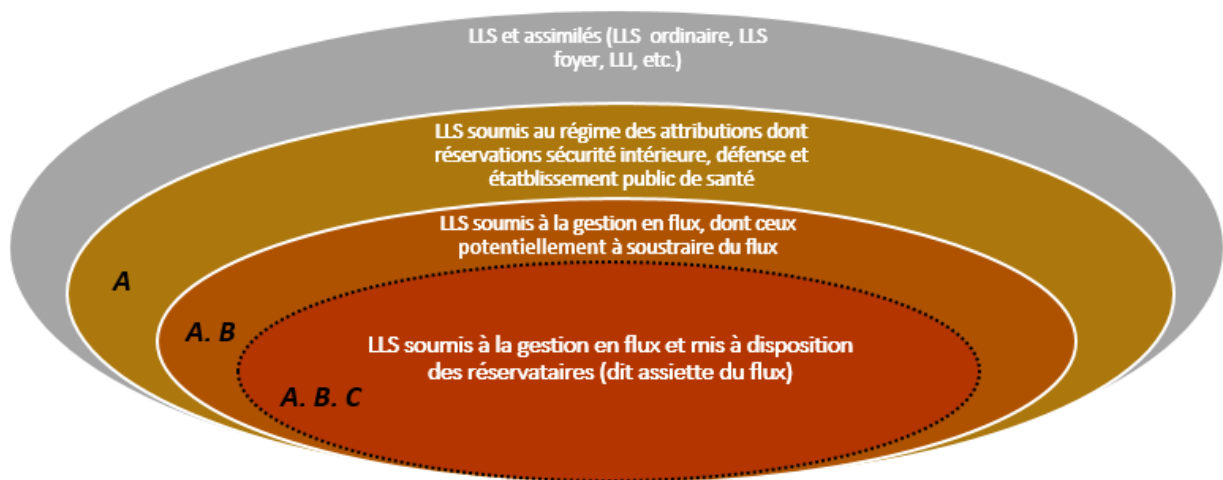 LLS et assimilés (LLS ordinaire, LLS
foyer, LLI, etc.)
LLS soumis au régime des attributions dont
réservations sécurité intérieure, défense et
étatblissement public de santé
LLS soumis à la gestion en flux, dont ceux
potentiellement à soustraire du flux
A
A. B
LLS soumis à la gestion en flux et mis à disposition
des réservataires (dit assiette du flux)
A. B. C